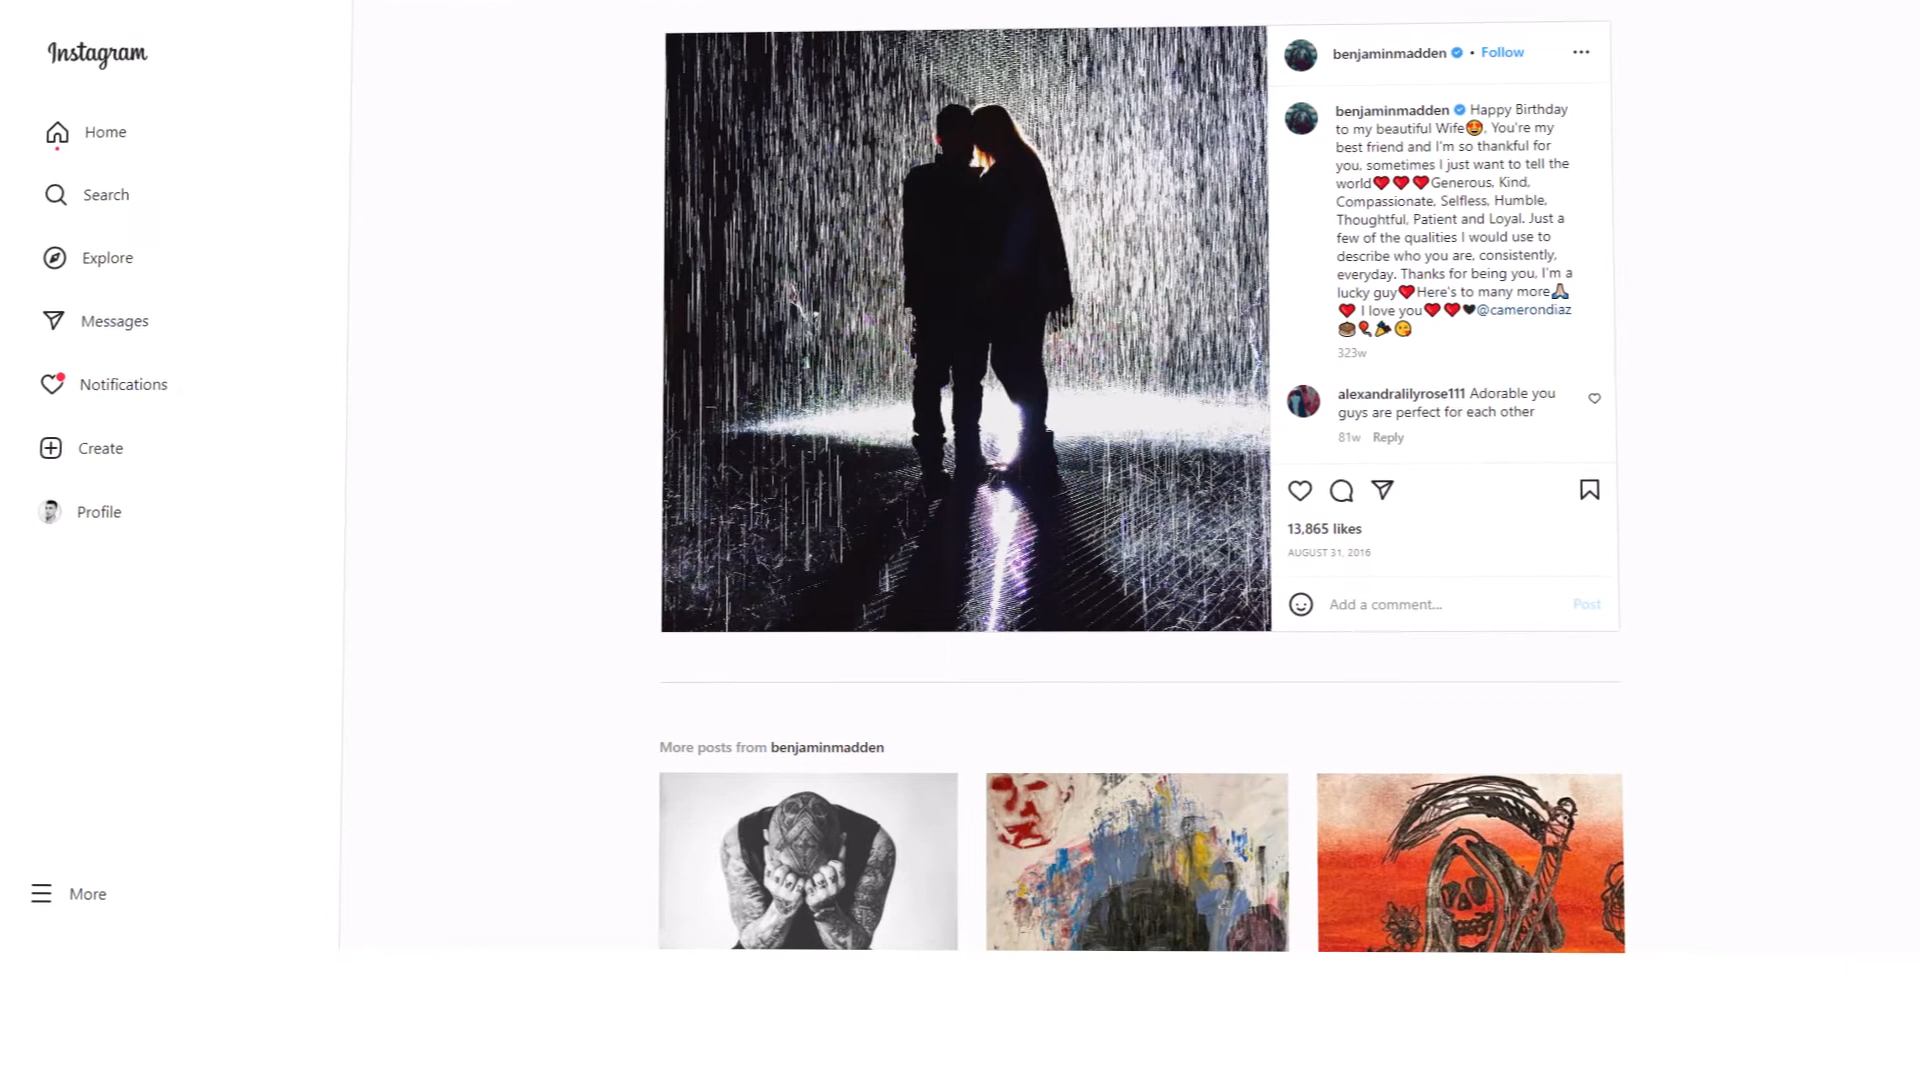 Instagram
Home
Search
Explore
Messages
Notifications
Create
Profile
More
benjaminmadden • Follow
benjaminmadden Happy Birthday
to my beautiful Wife😍. You're my
best friend and I'm so thankful for
you, sometimes I just want to tell the
world❤️❤️❤️Generous, Kind,
Compassionate, Selfless, Humble,
Thoughtful, Patient and Loyal. Just a
few of the qualities I would use to
describe who you are, consistently,
everyday. Thanks for being you, I'm a
lucky guy❤️Here's to many more🙏🏼
❤️ I love you❤️❤️🖤@camerondiaz
🎂🎈🎉😘
323w
alexandralilyrose111 Adorable you
guys are perfect for each other
81w Reply
13,865 likes
AUGUST 31, 2016
Add a comment...
Post
More posts from benjaminmadden